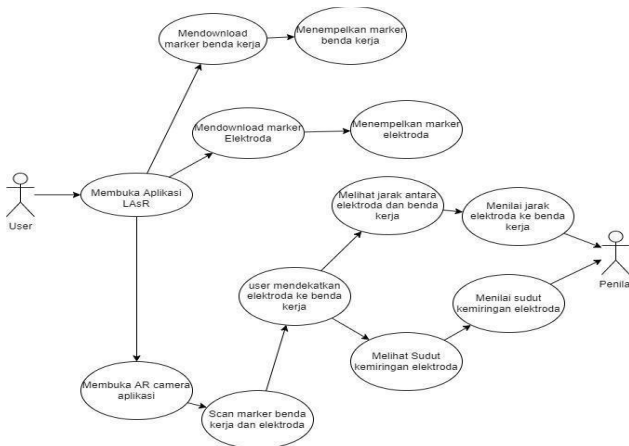 Mendownload
marker benda kerja
Menempelkan marker
benda kerja
Mendownload marker
Elektroda
Menempelkan marker
elektroda
User
Membuka Aplikasi
LAsR
Melihat jarak antara
elektroda dan benda
kerja
Menilai jarak
elektroda ke benda
kerja
Penilai
user mendekatkan
elektroda ke benda
kerja
Menilai sudut
kemiringan elektroda
Melihat Sudut
kemiringan elektroda
Membuka AR camera
aplikasi
Scan marker benda
kerja dan elektroda